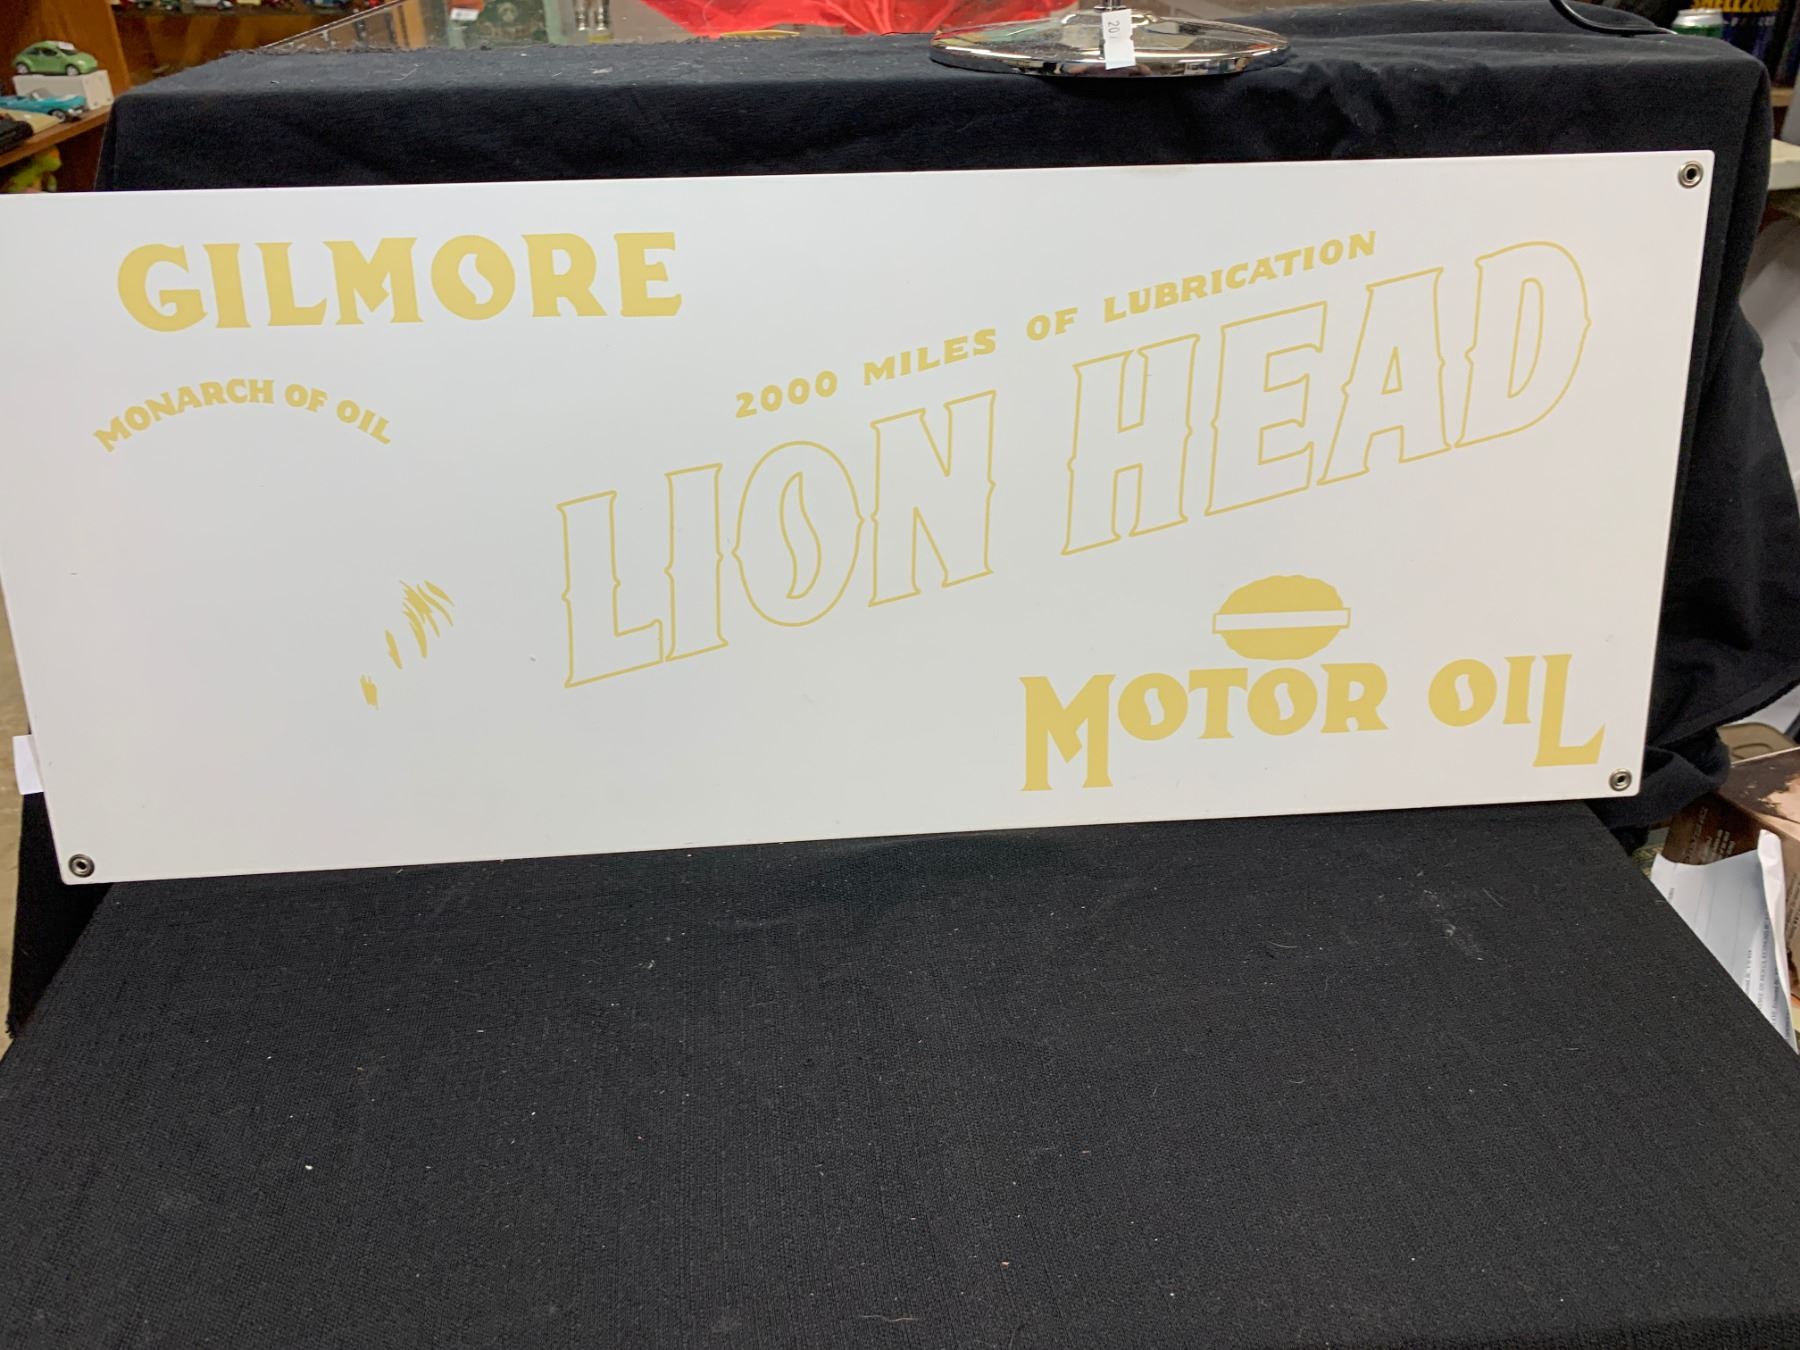 GILMORE
MONARCH OF OIL
2000 MILES OF LUBRICATION
LION HEAD
MOTOR OIL